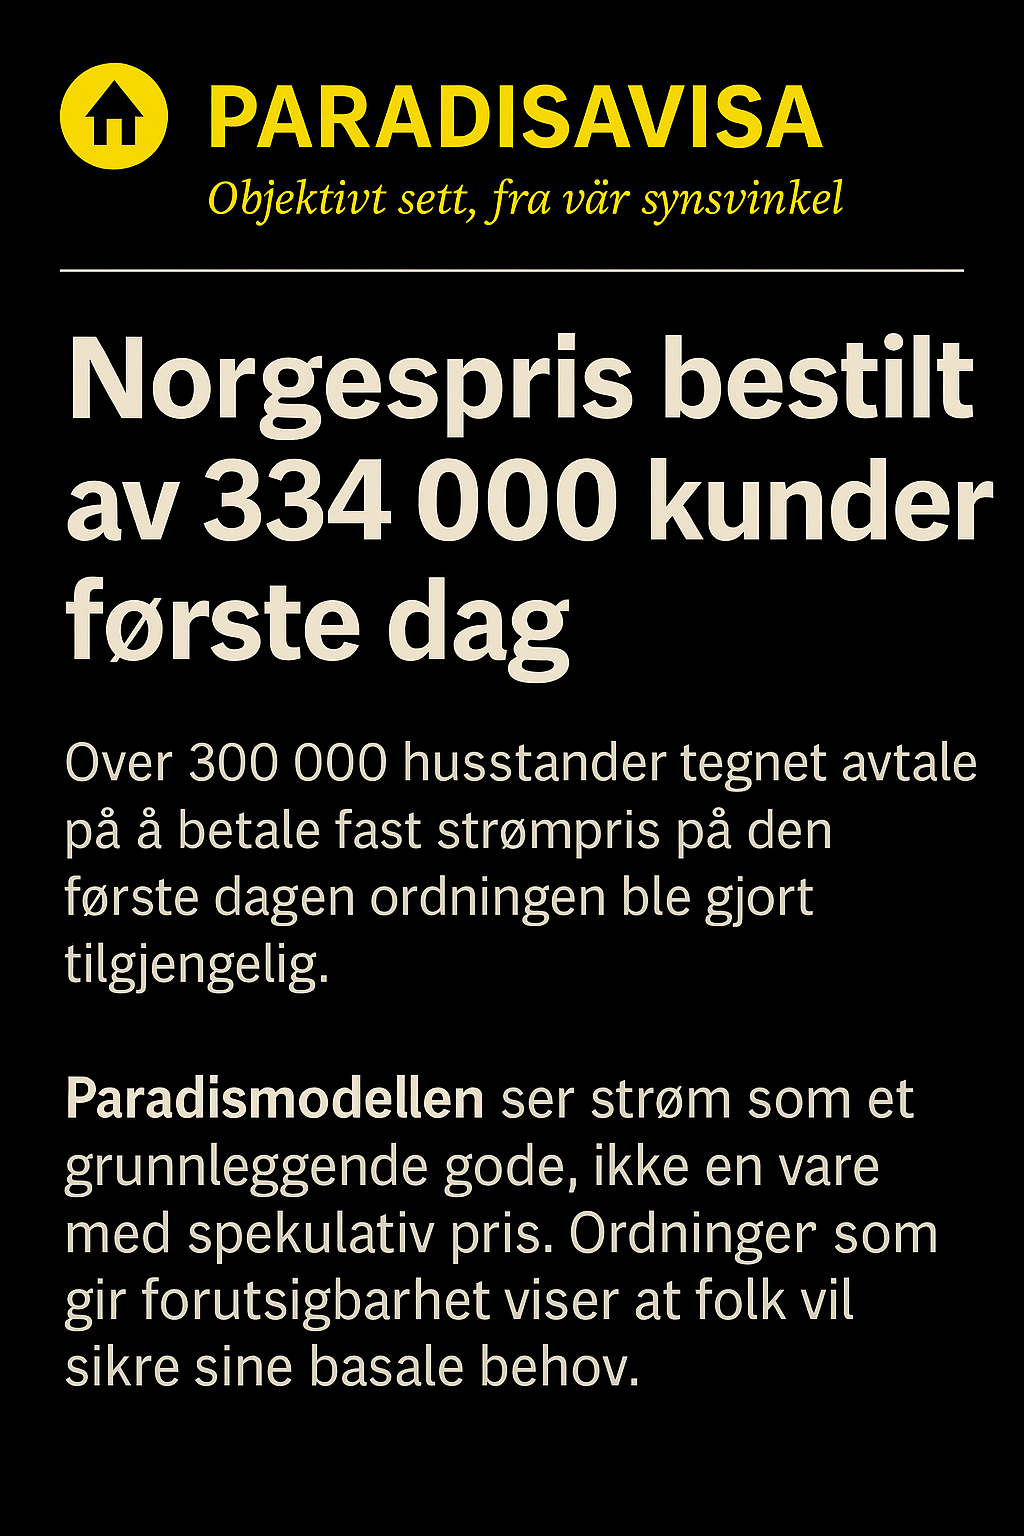 PARADISAVISA
Objektivt sett, fra vär synsvinkel
Norgespris bestilt
av 334 000 kunder
første dag
Over 300 000 husstander tegnet avtale
på å betale fast strømpris på den
første dagen ordningen ble gjort
tilgjengelig.
Paradismodellen ser strøm som et
grunnleggende gode, ikke en vare
med spekulativ pris. Ordninger som
gir forutsigbarhet viser at folk vil
sikre sine basale behov.